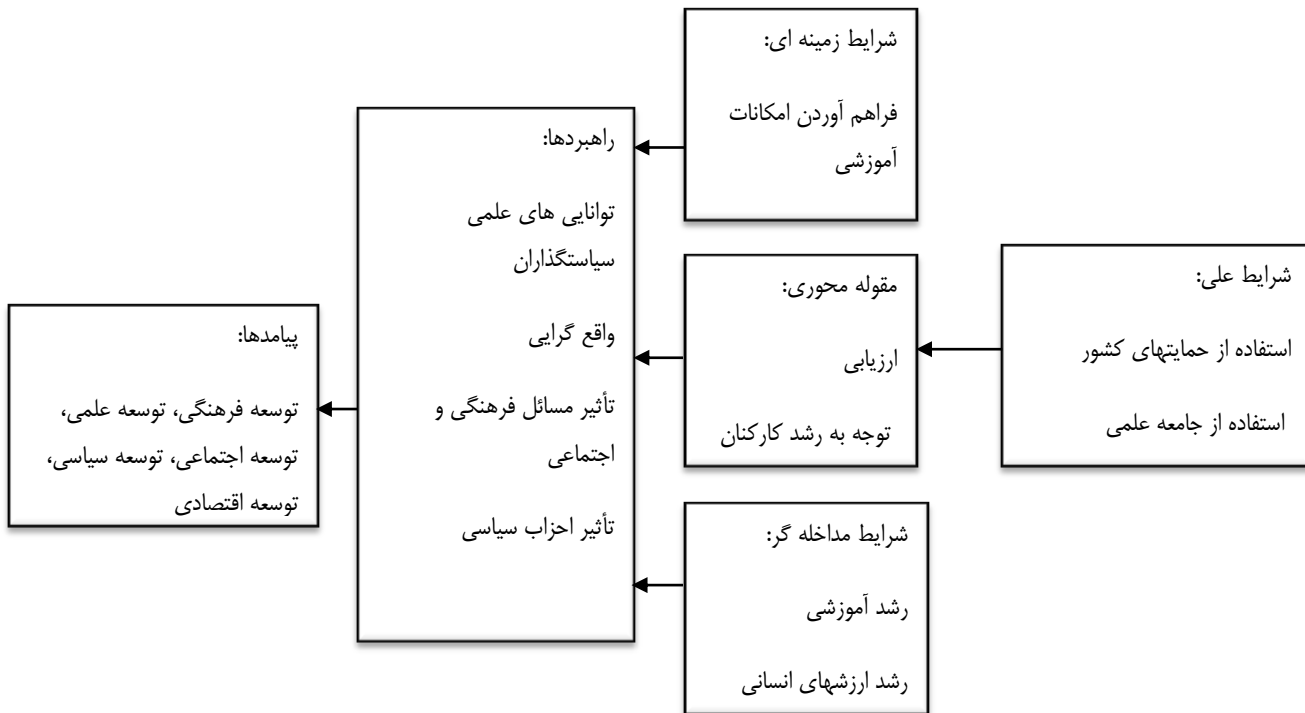 شرایط زمینه ای:
فراهم آوردن امکانات
آموزشی
شرایط علی:
استفاده از حمایتهای کشور
استفاده از جامعه علمی
مقوله محوری:
ارزیابی
توجه به رشد کارکنان
شرایط مداخله گر:
رشد آموزشی
رشد ارزشهای انسانی
راهبردها:
توانایی های علمی
سیاستگذاران
واقع گرایی
تأثیر مسائل فرهنگی و
اجتماعی
تأثیر احزاب سیاسی
پیامدها:
توسعه فرهنگی، توسعه علمی،
توسعه اجتماعی، توسعه سیاسی،
توسعه اقتصادی